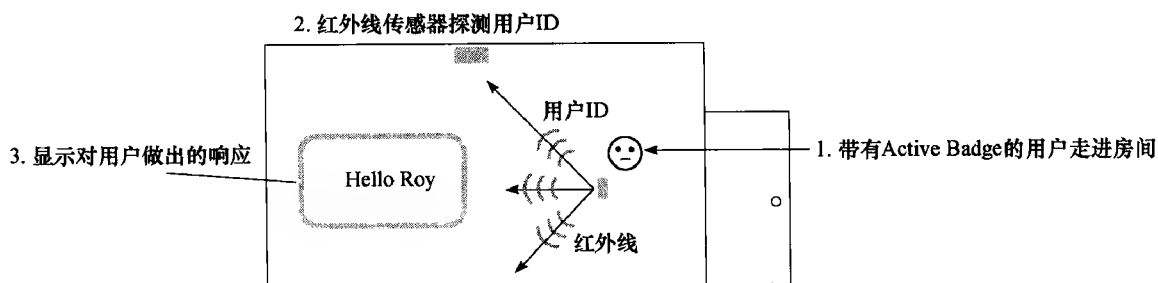 2. 红外线传感器探测用户ID
用户ID
3. 显示对用户做出的响应
1. 带有Active Badge的用户走进房间
Hello Roy
红外线